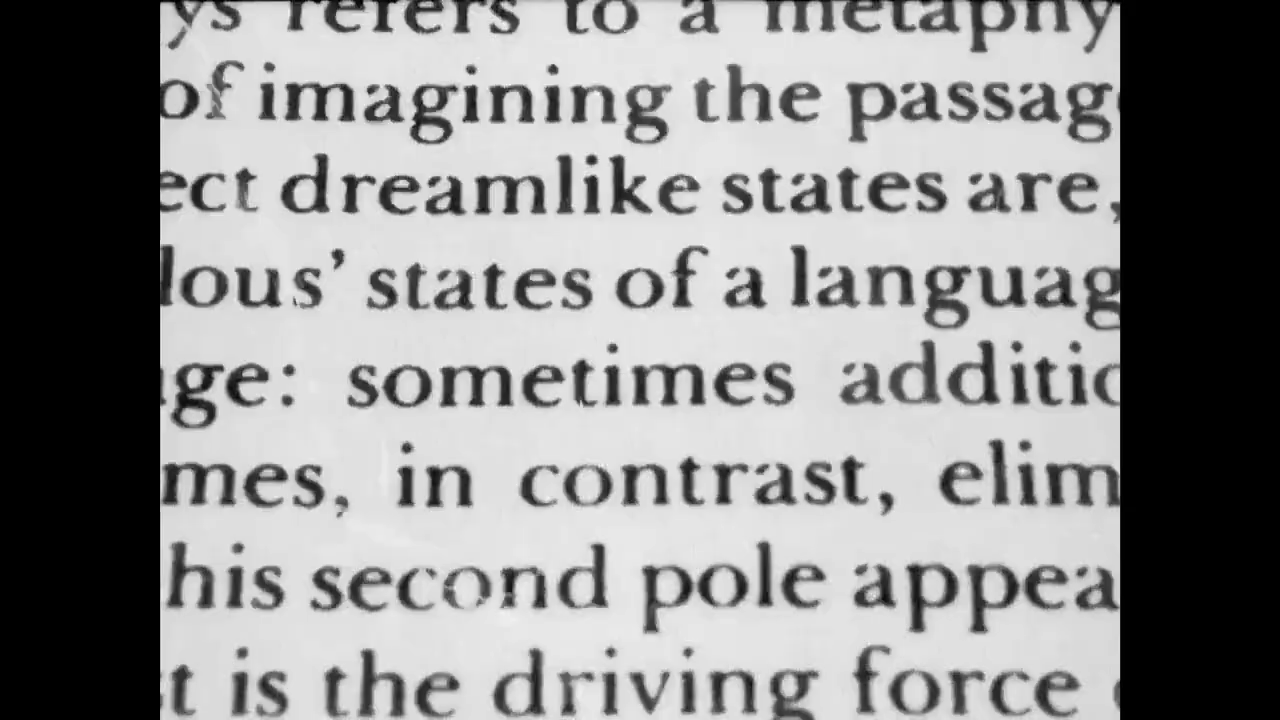 ys refers to a metaphy
of imagining the passag
ect dreamlike states are,
lous' states of a languag
ge: sometimes additio
mes, in contrast, elim
his second pole appea
st is the driving force